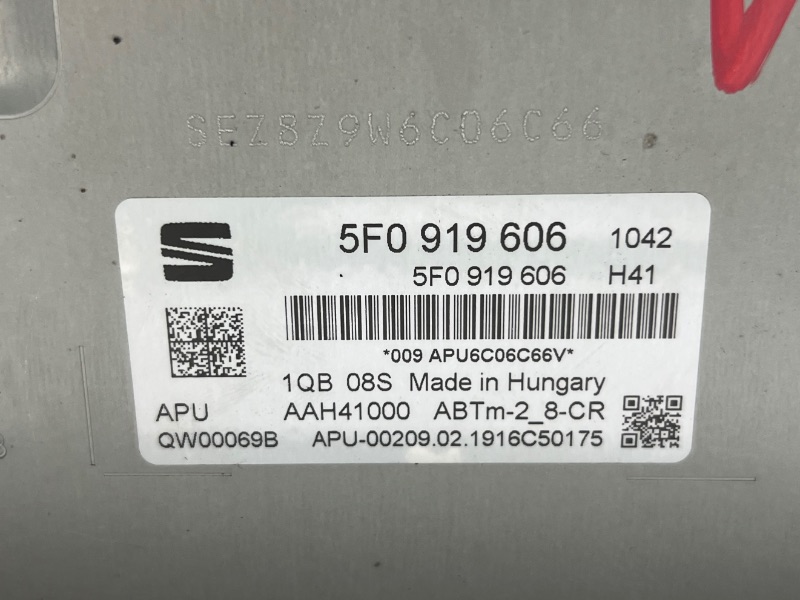 SEZ8Z9W6C06C66
5F0 919 606 1042
5F0 919 606 H41
*009 APU6C06C66V*
1QB 08S Made in Hungary
APU AAH41000 ABTm-2_8-CR
QW00069B APU-00209.02.1916C50175